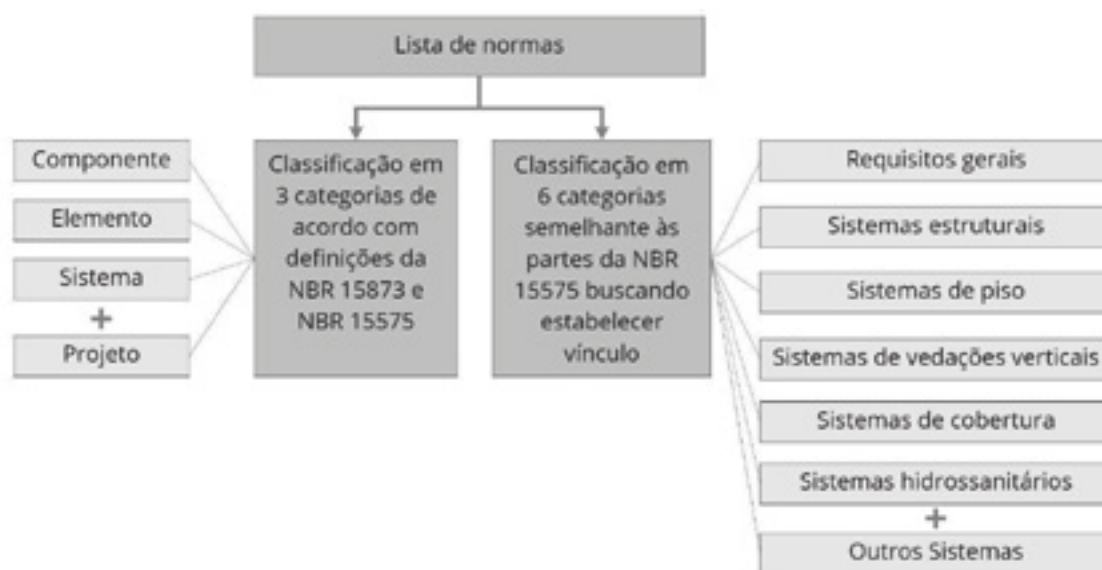 Lista de normas
Componente
Elemento
Sistema
+
Projeto
Classificação em
3 categorias de
acordo com
definições da
NBR 15873 e
NBR 15575
Classificação em
6 categorias
semelhante às
partes da NBR
15575 buscando
estabelecer
vínculo
Requisitos gerais
Sistemas estruturais
Sistemas de piso
Sistemas de vedações verticais
Sistemas de cobertura
Sistemas hidrossanitários
+
Outros Sistemas